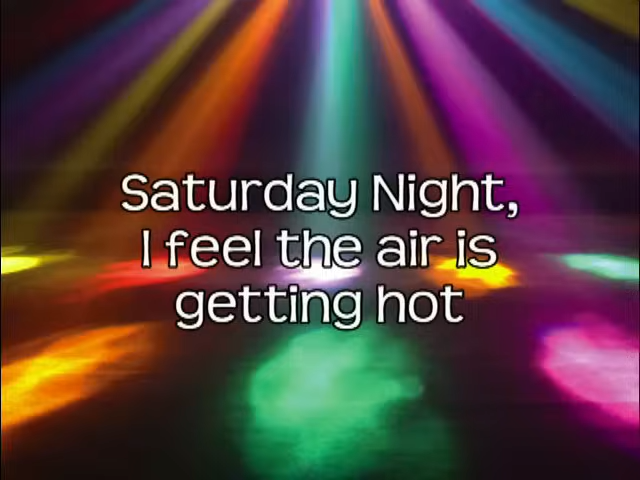 Saturday Night,
I feel the air is
getting hot